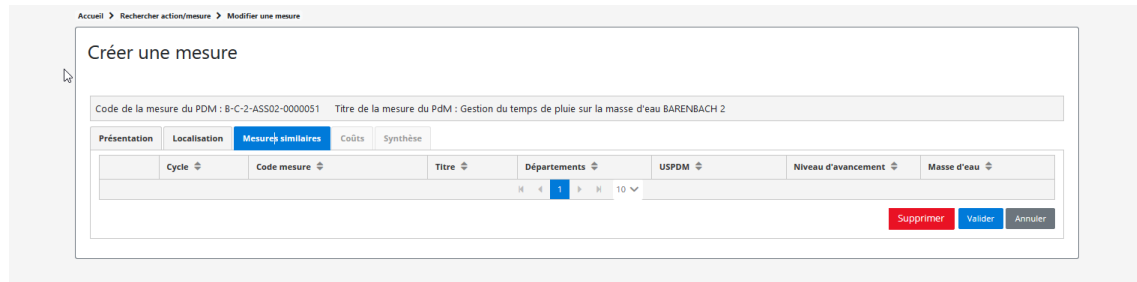 Accueil > Rechercher action/mesure > Modifier une mesure
Créer une mesure
Code de la mesure du PDM : B-C-2-ASS02-0000051 Titre de la mesure du PdM : Gestion du temps de pluie sur la masse d'eau BARENBACH 2
Présentation Localisation Mesures similaires Coûts Synthèse
Cycle Code mesure Titre Départements USPDM Niveau d'avancement Masse d'eau
1 10
Supprimer Valider Annuler